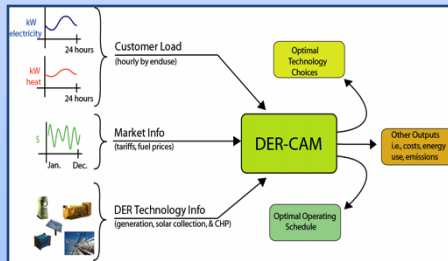 kW
electricity
24 hours
kW
heat
24 hours
Customer Load
(hourly by enduse)
$
Jan. Dec.
Market Info
(tariffs, fuel prices)
DER Technology Info
(generation, solar collection, & CHP)
DER-CAM
Optimal
Technology
Choices
Other Outputs
i.e., costs, energy
use, emissions
Optimal Operating
Schedule